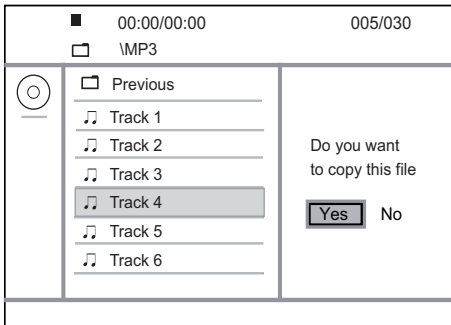 00:00/00:00 005/030
\MP3
Previous
Track 1
Track 2
Track 3
Track 4
Track 5
Track 6
Do you want
to copy this file
Yes No